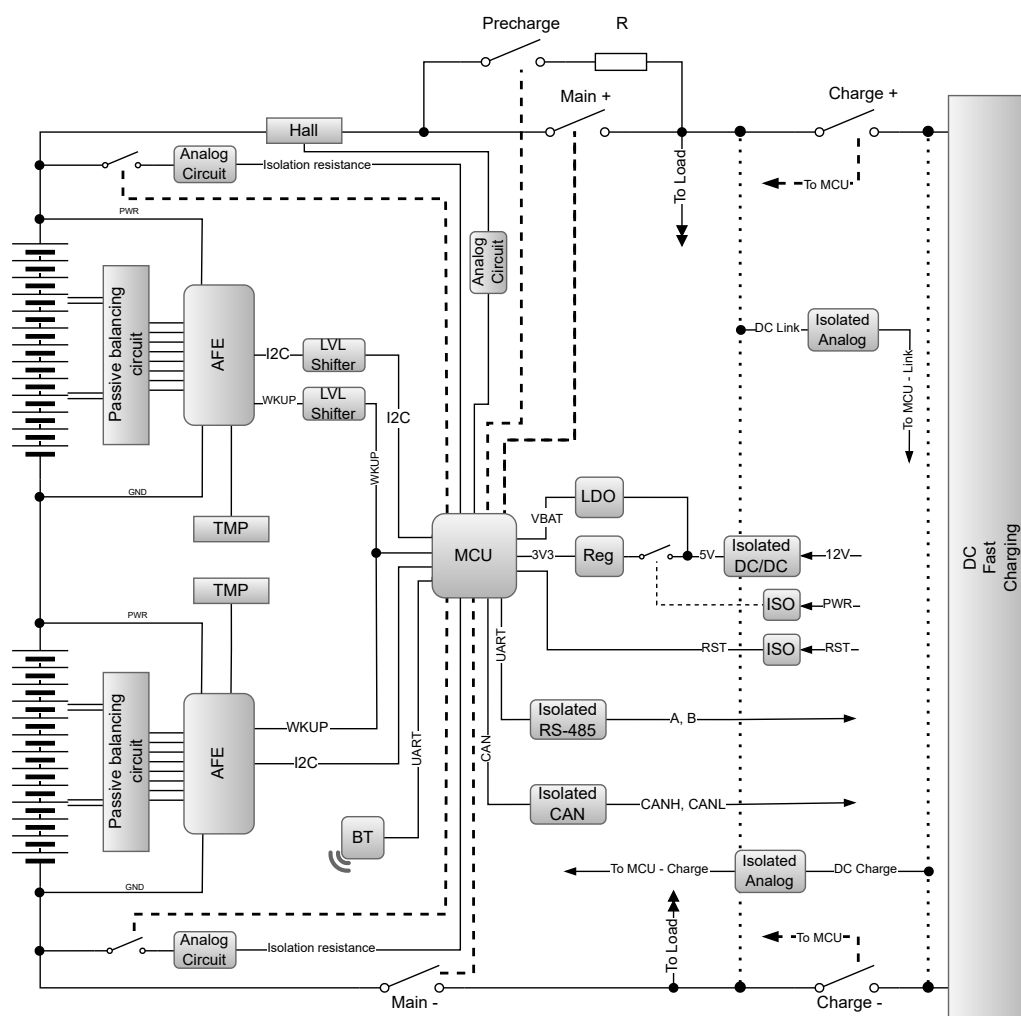 Precharge
R
Main +
Charge +
Hall
Analog
Circuit
Isolation resistance
To MCU
To Load
PWR
Analog
Circuit
Passive balancing
circuit
AFE
I2C
LVL
Shifter
WKUP
LVL
Shifter
I2C
WKUP
DC Link
Isolated
Analog
To MCU - Link
GND
TMP
MCU
VBAT
LDO
3V3
Reg
5V
Isolated
DC/DC
12V
ISO
PWR
RST
ISO
RST
DC
Fast
Charging
TMP
PWR
UART
Passive balancing
circuit
AFE
WKUP
I2C
UART
CAN
Isolated
RS-485
A, B
Isolated
CAN
CANH, CANL
BT
To MCU - Charge
Isolated
Analog
DC Charge
GND
Analog
Circuit
Isolation resistance
To Load
To MCU
Main -
Charge -